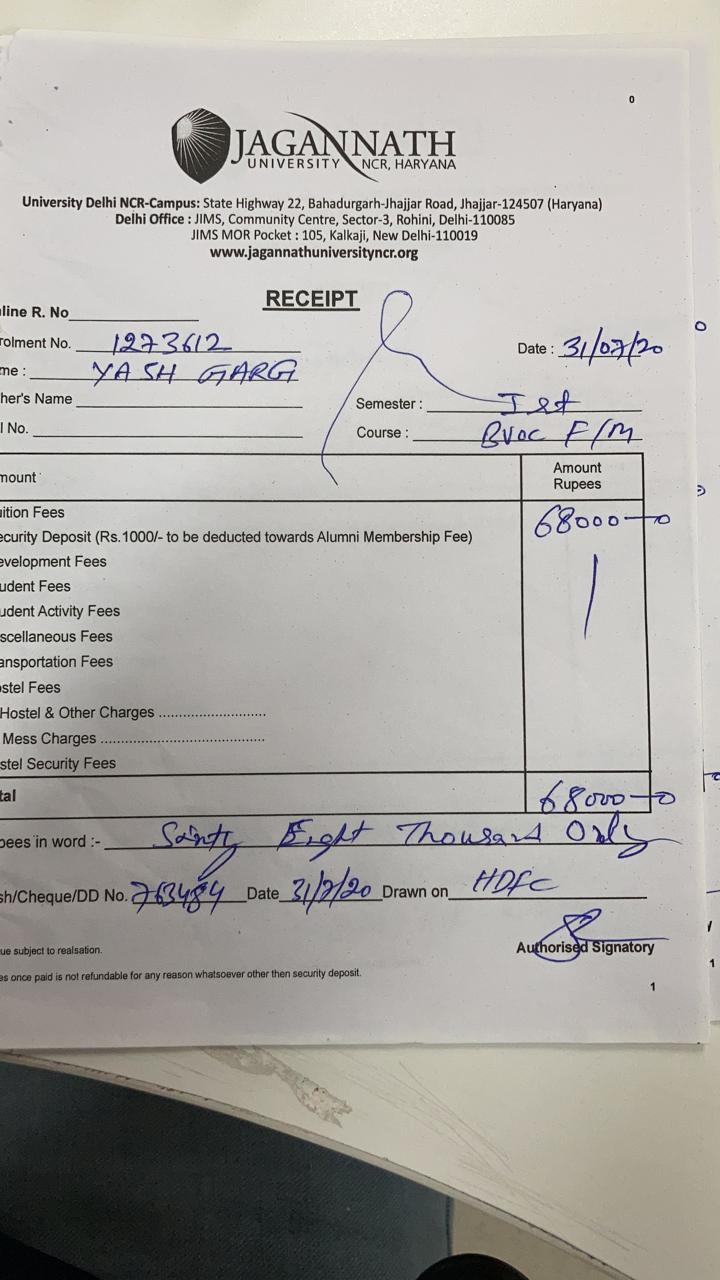 0
JAGANNATH
UNIVERSITY NCR, HARYANA
University Delhi NCR-Campus: State Highway 22, Bahadurgarh-Jhajjar Road, Jhajjar-124507 (Haryana)
Delhi Office : JIMS, Community Centre, Sector-3, Rohini, Delhi-110085
JIMS MOR Pocket : 105, Kalkaji, New Delhi-110019
www.jagannathuniversityncr.org
RECEIPT
line R. No
rolment No. 1273612 Date : 31/07/20
me : YASH GARG
her's Name Semester : Ist
l No. Course : BVoc F/M
mount Amount Rupees
ition Fees 68000
ecurity Deposit (Rs.1000/- to be deducted towards Alumni Membership Fee)
evelopment Fees
udent Fees
udent Activity Fees
scellaneous Fees
ansportation Fees
ostel Fees
Hostel & Other Charges ...........................
Mess Charges .........................................
stel Security Fees
tal 68000
pees in word :- Eight Thousand Only
sh/Cheque/DD No. 763484 Date 31/7/20 Drawn on HDFC
ue subject to realsation.
Authorised Signatory
es once paid is not refundable for any reason whatsoever other then security deposit.
1